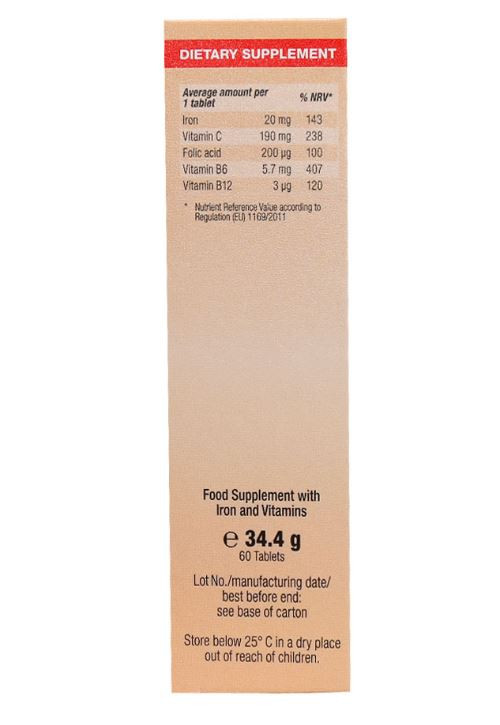 DIETARY SUPPLEMENT
Average amount per % NRV*
1 tablet
Iron 20 mg 143
Vitamin C 190 mg 238
Folic acid 200 µg 100
Vitamin B6 5.7 mg 407
Vitamin B12 3 µg 120
* Nutrient Reference Value according to
Regulation (EU) 1169/2011
Food Supplement with
Iron and Vitamins
℮ 34.4 g
60 Tablets
Lot No./manufacturing date/
best before end:
see base of carton
Store below 25° C in a dry place
out of reach of children.